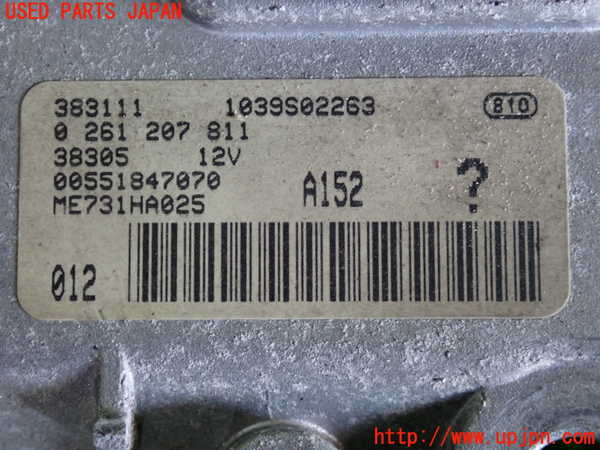 USED PARTS JAPAN
383111 1039S02263 810
0 261 207 811
38305 12V
00551847070
ME731HA025 A152 ?
012
http://www.upjpn.com